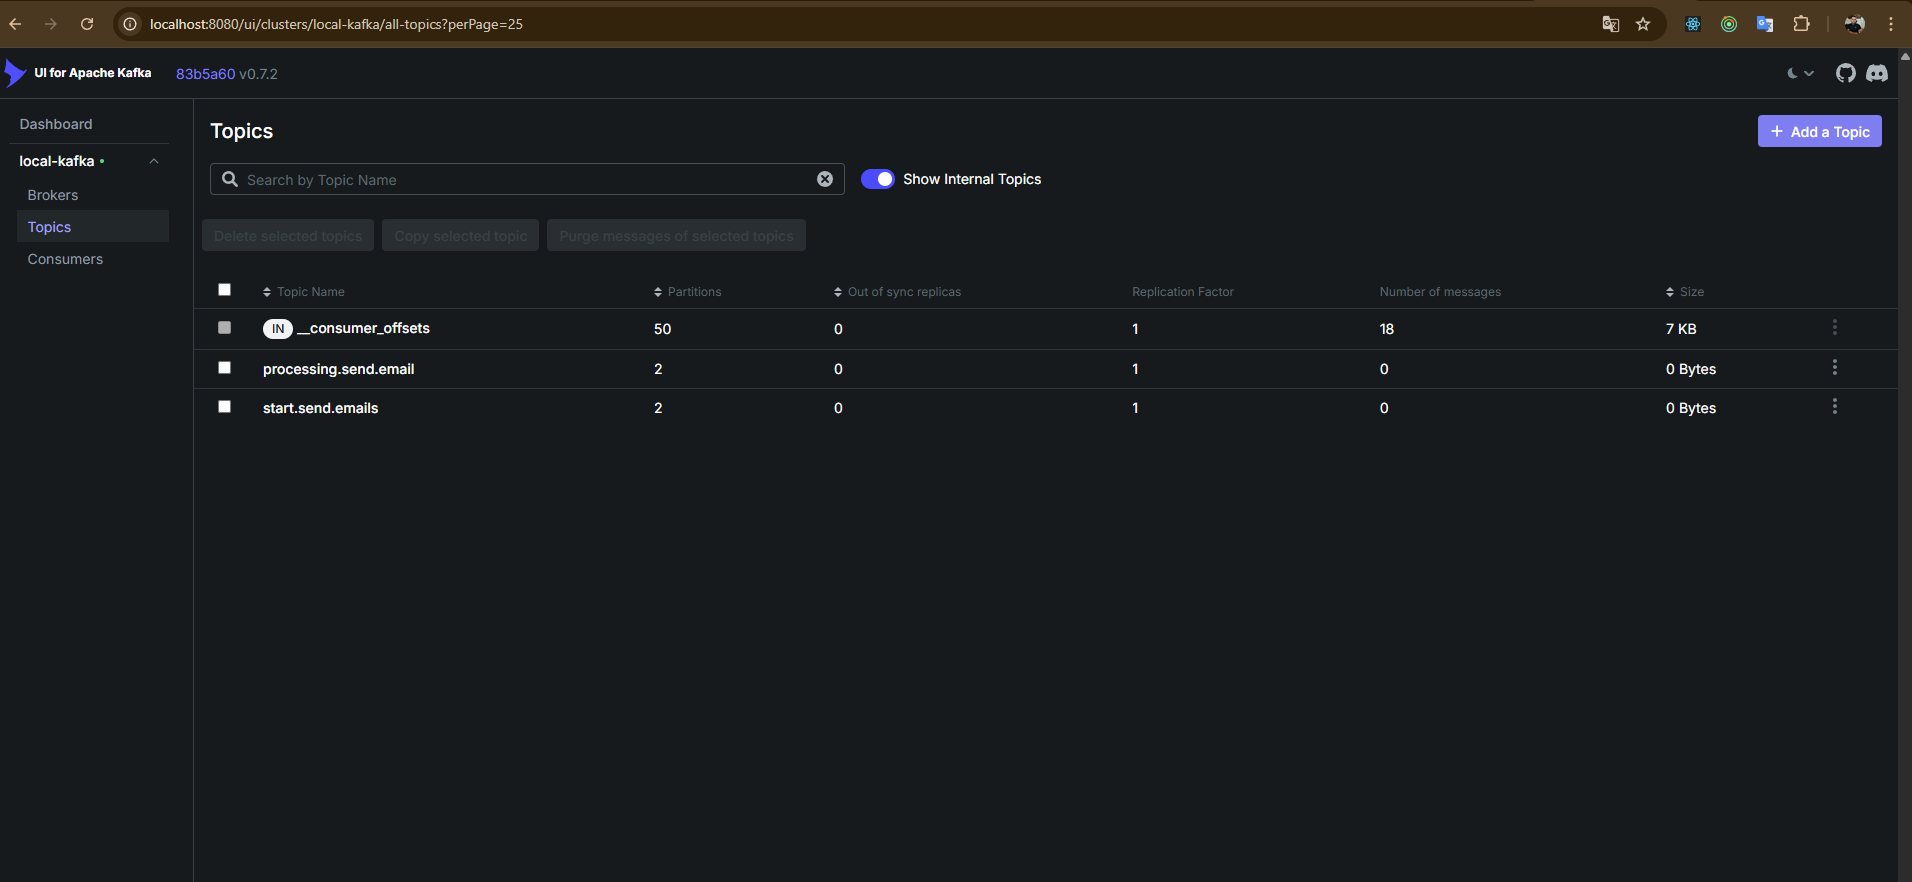 localhost:8080/ui/clusters/local-kafka/all-topics?perPage=25
UI for Apache Kafka 83b5a60 v0.7.2
Dashboard
local-kafka
Brokers
Topics
Consumers
Topics
+ Add a Topic
Search by Topic Name
Show Internal Topics
Delete selected topics Copy selected topic Purge messages of selected topics
Topic Name Partitions Out of sync replicas Replication Factor Number of messages Size
IN __consumer_offsets 50 0 1 18 7 KB
processing.send.email 2 0 1 0 0 Bytes
start.send.emails 2 0 1 0 0 Bytes